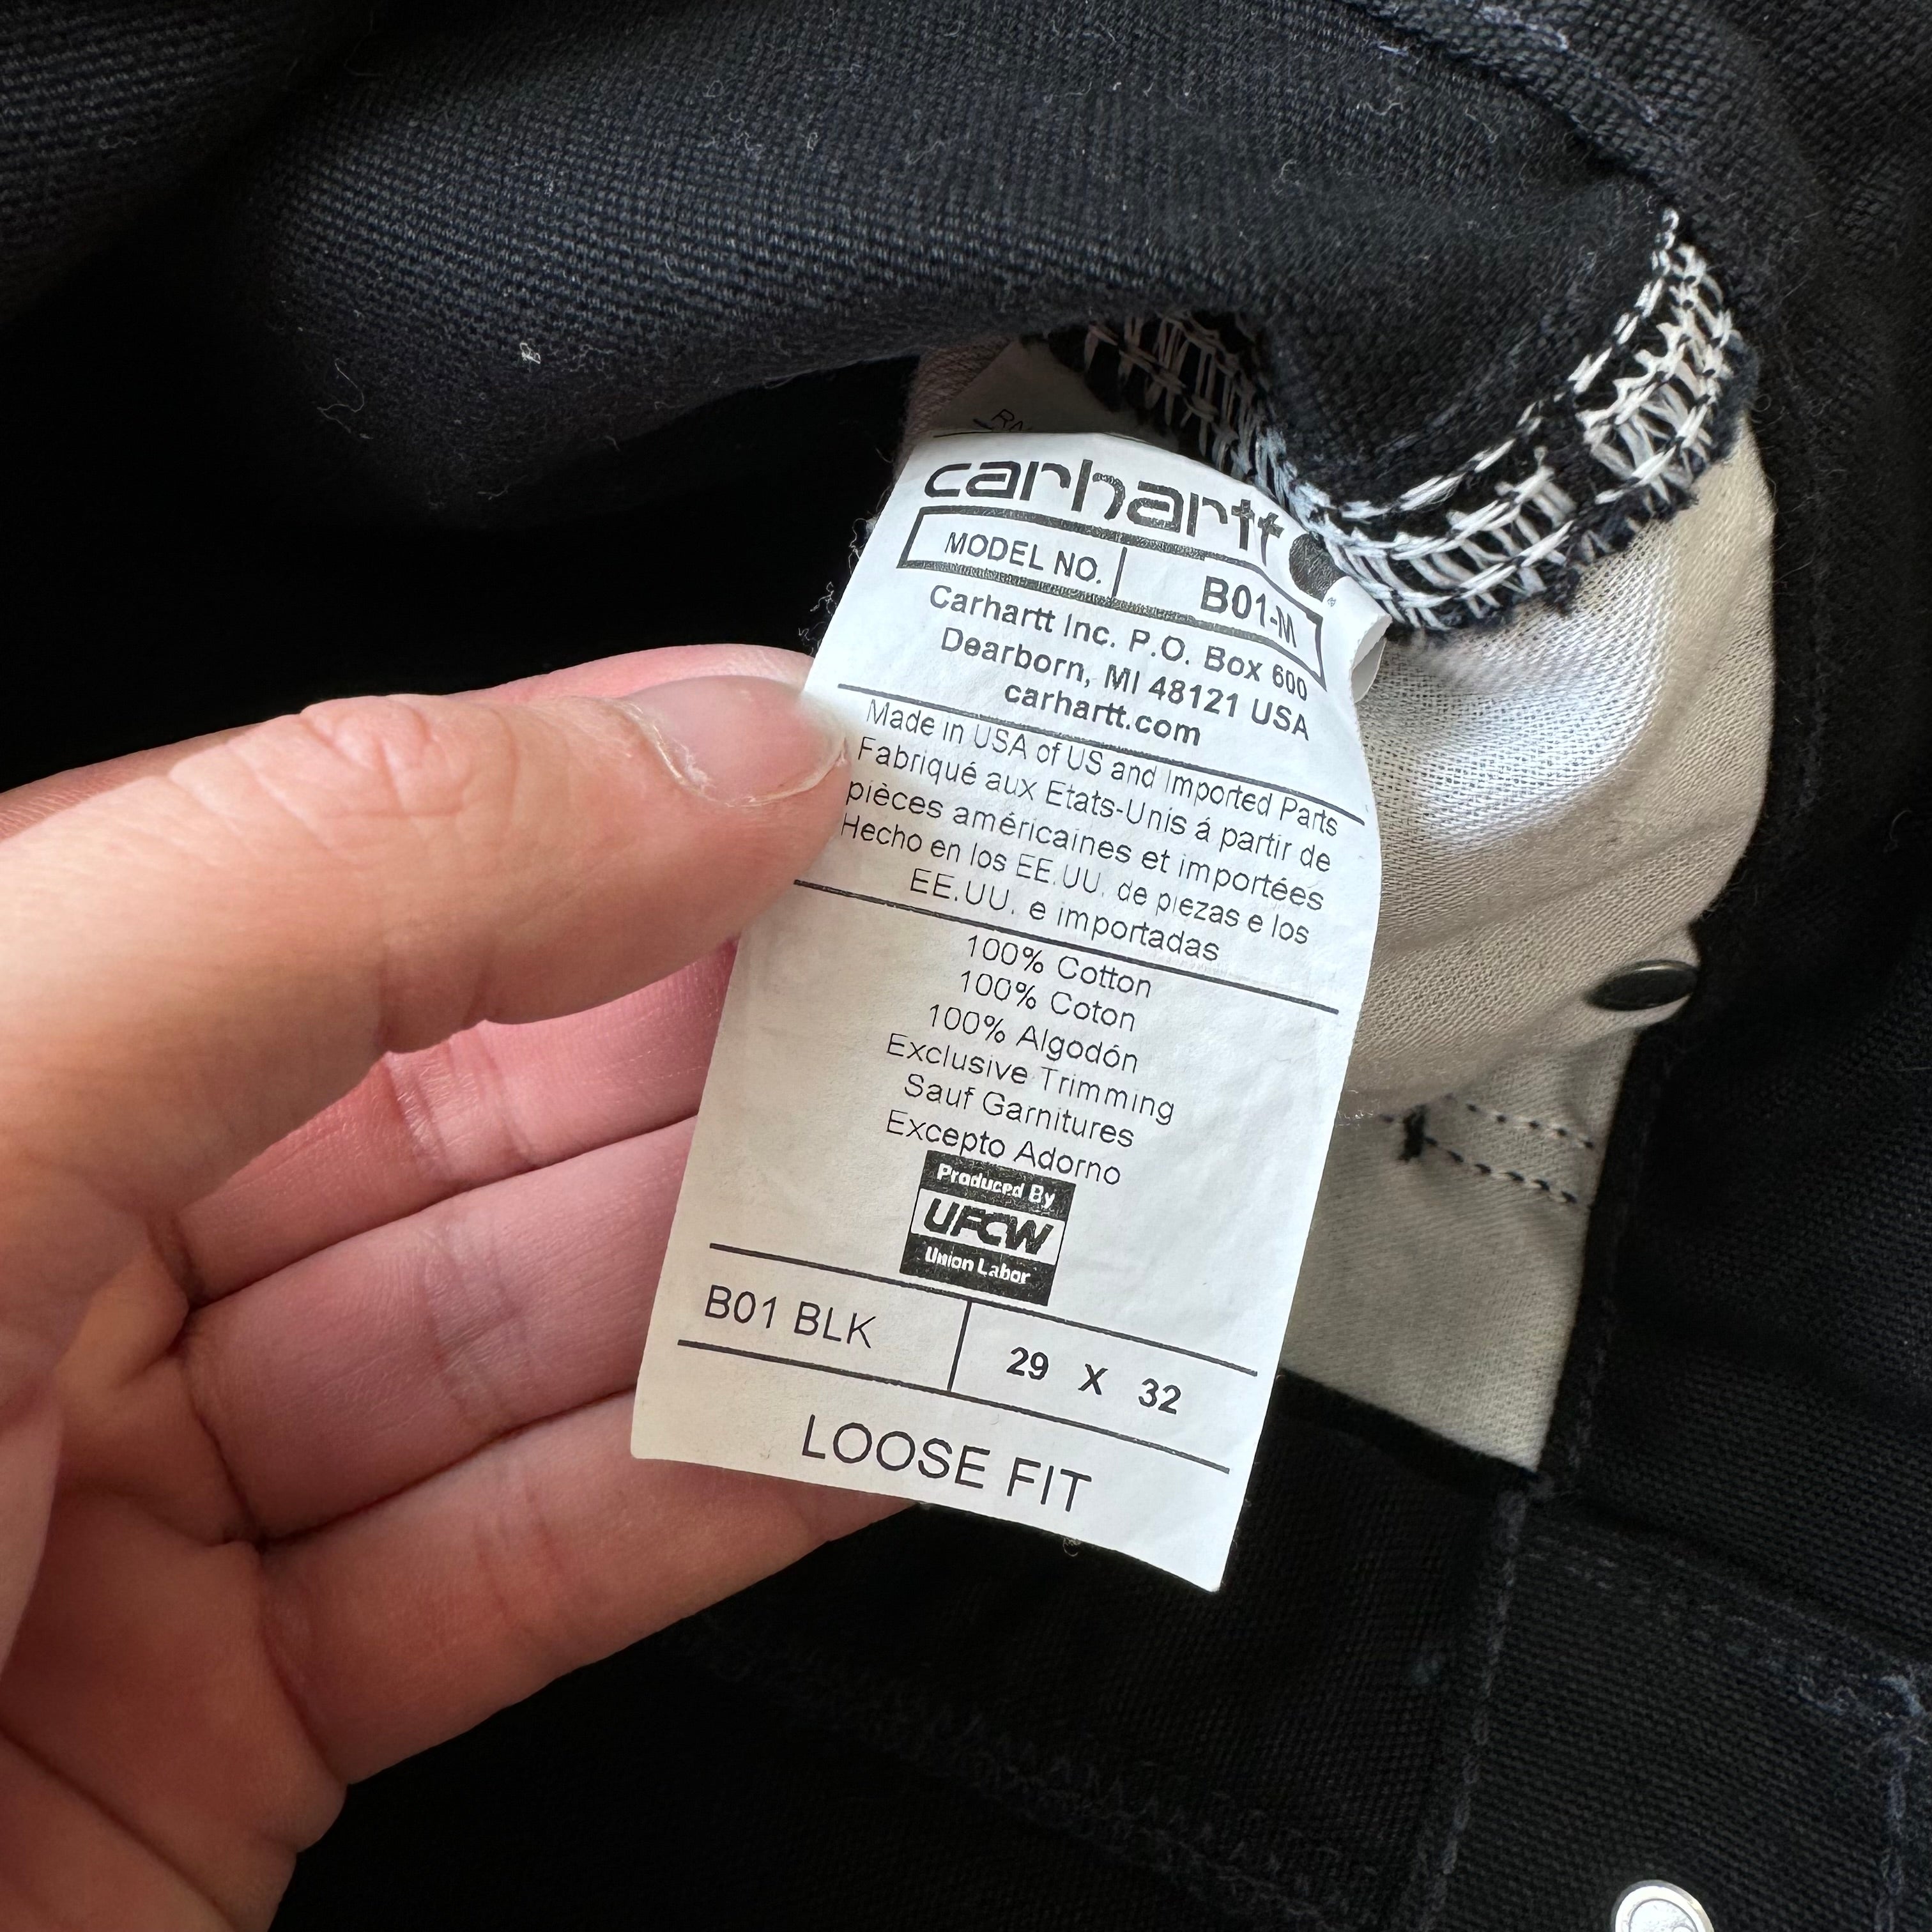 carhartt
MODEL NO. B01-M
Carhartt Inc. P.O. Box 600
Dearborn, MI 48121 USA
carhartt.com
Made in USA of US and Imported Parts
Fabriqué aux Etats-Unis á partir de
pièces américaines et importées
Hecho en los EE.UU. de piezas e los
EE.UU. e importadas
100% Cotton
100% Coton
100% Algodón
Exclusive Trimming
Sauf Garnitures
Excepto Adorno
Produced By
UFCW
Union Labor
B01 BLK 29 X 32
LOOSE FIT